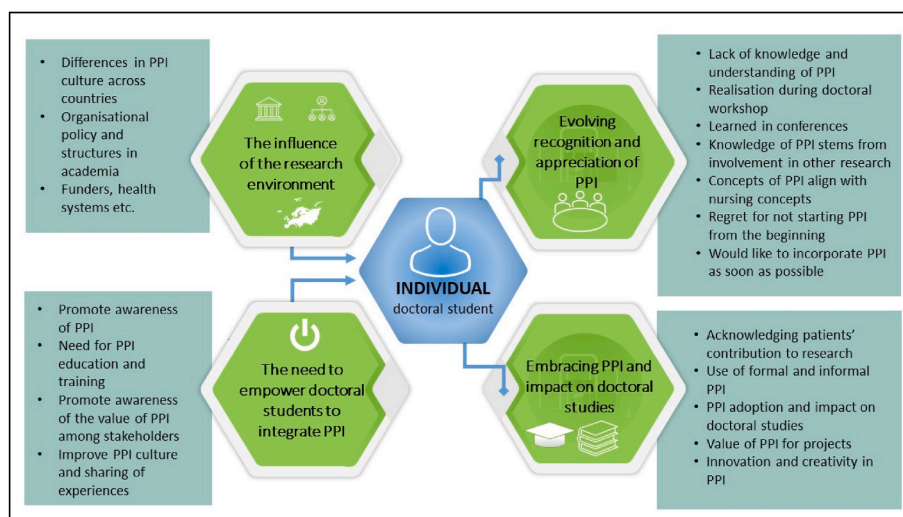 • Differences in PPI
culture across
countries
• Organisational
policy and
structures in
academia
• Funders, health
systems etc.
The influence
of the research
environment
Evolving
recognition and
appreciation of
PPI
• Lack of knowledge and
understanding of PPI
• Realisation during doctoral
workshop
• Learned in conferences
• Knowledge of PPI stems from
involvement in other research
• Concepts of PPI align with
nursing concepts
• Regret for not starting PPI
from the beginning
• Would like to incorporate PPI
as soon as possible
INDIVIDUAL
doctoral student
• Promote awareness
of PPI
• Need for PPI
education and
training
• Promote awareness
of the value of PPI
among stakeholders
• Improve PPI culture
and sharing of
experiences
The need to
empower doctoral
students to
integrate PPI
Embracing PPI and
impact on doctoral
studies
• Acknowledging patients'
contribution to research
• Use of formal and informal
PPI
• PPI adoption and impact on
doctoral studies
• Value of PPI for projects
• Innovation and creativity in
PPI